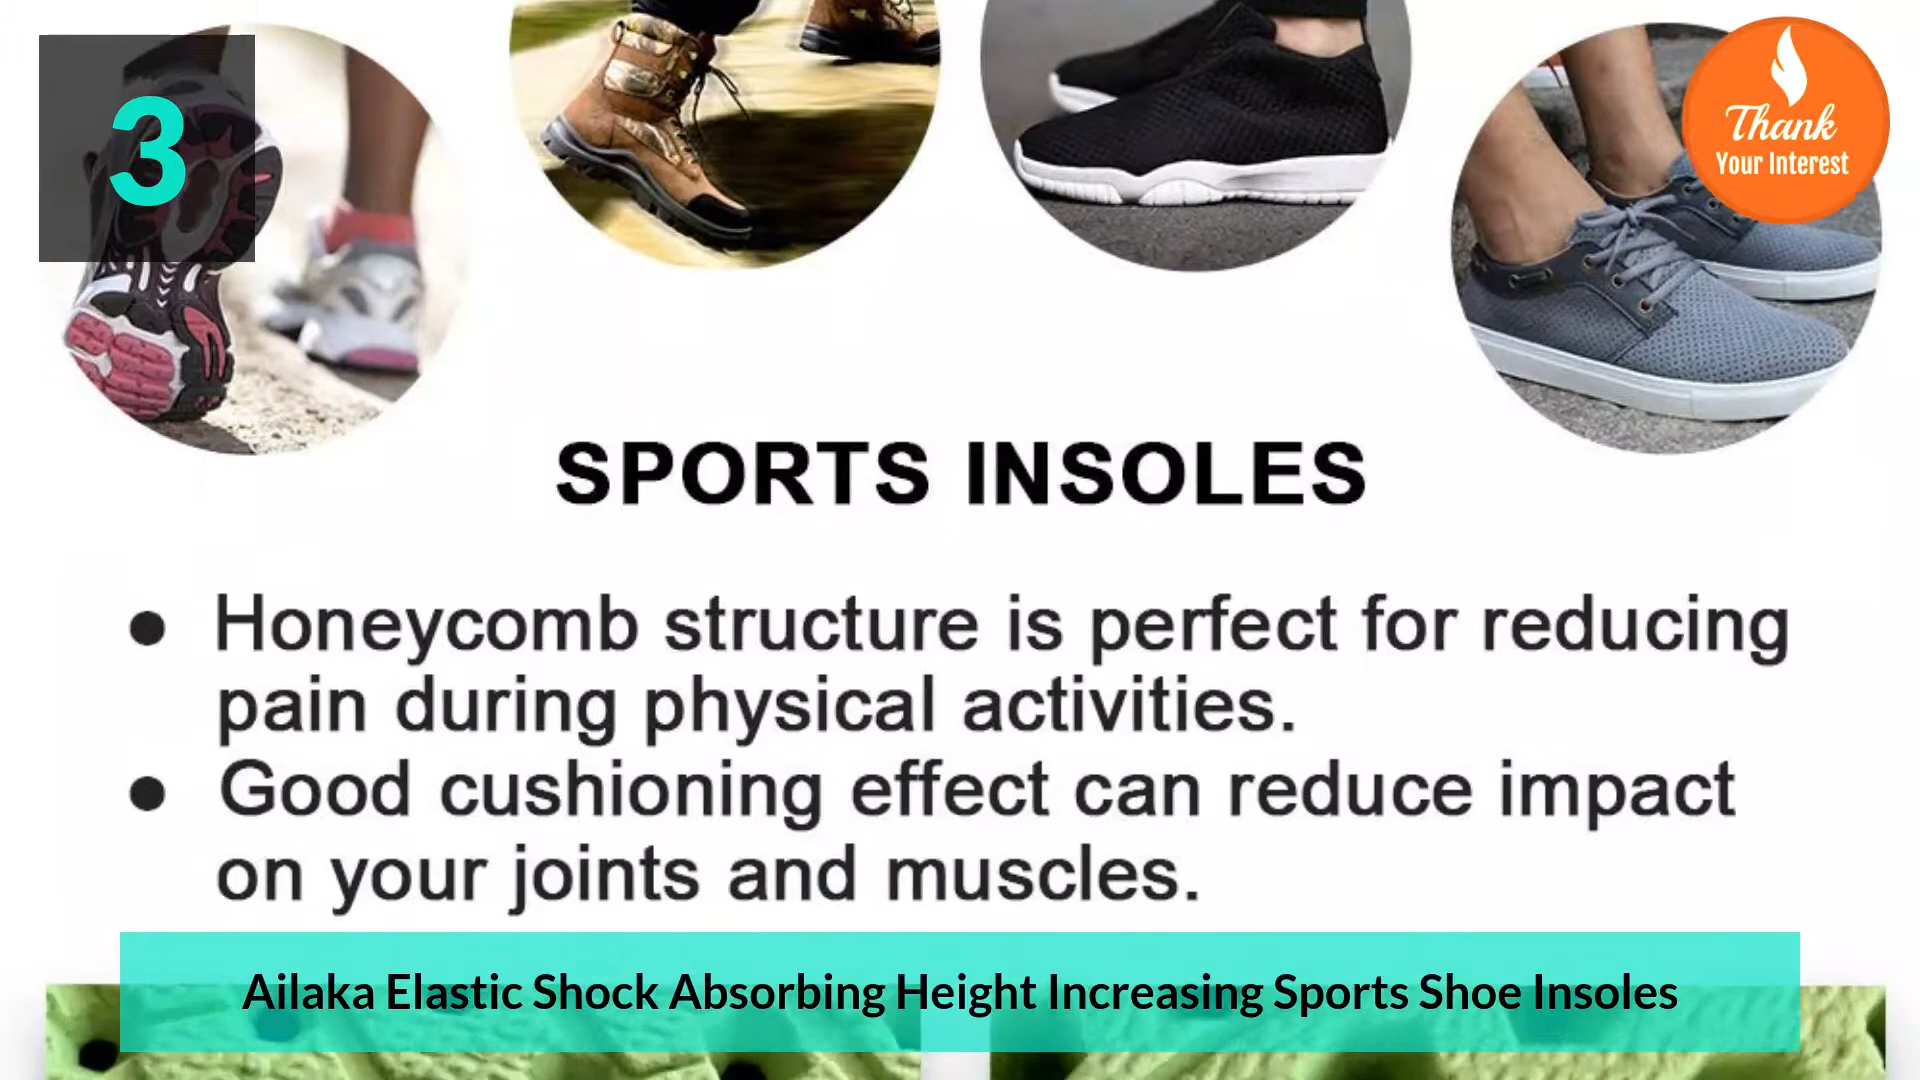 3
Thank
Your Interest
SPORTS INSOLES
● Honeycomb structure is perfect for reducing
pain during physical activities.
● Good cushioning effect can reduce impact
on your joints and muscles.
Ailaka Elastic Shock Absorbing Height Increasing Sports Shoe Insoles